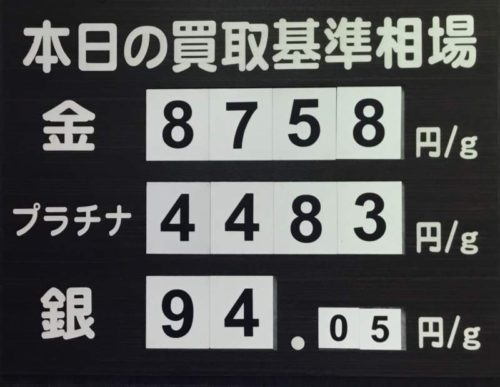 本日の買取基準相場
金 8758 円/g
プラチナ 4483 円/g
銀 94.05 円/g